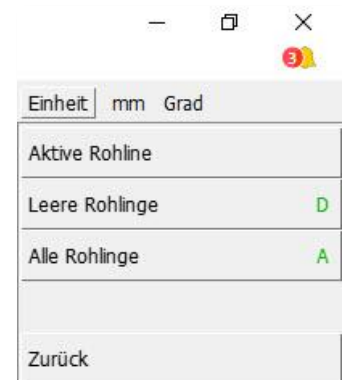 3
Einheit mm Grad
Aktive Rohline
Leere Rohlinge D
Alle Rohlinge A
Zurück